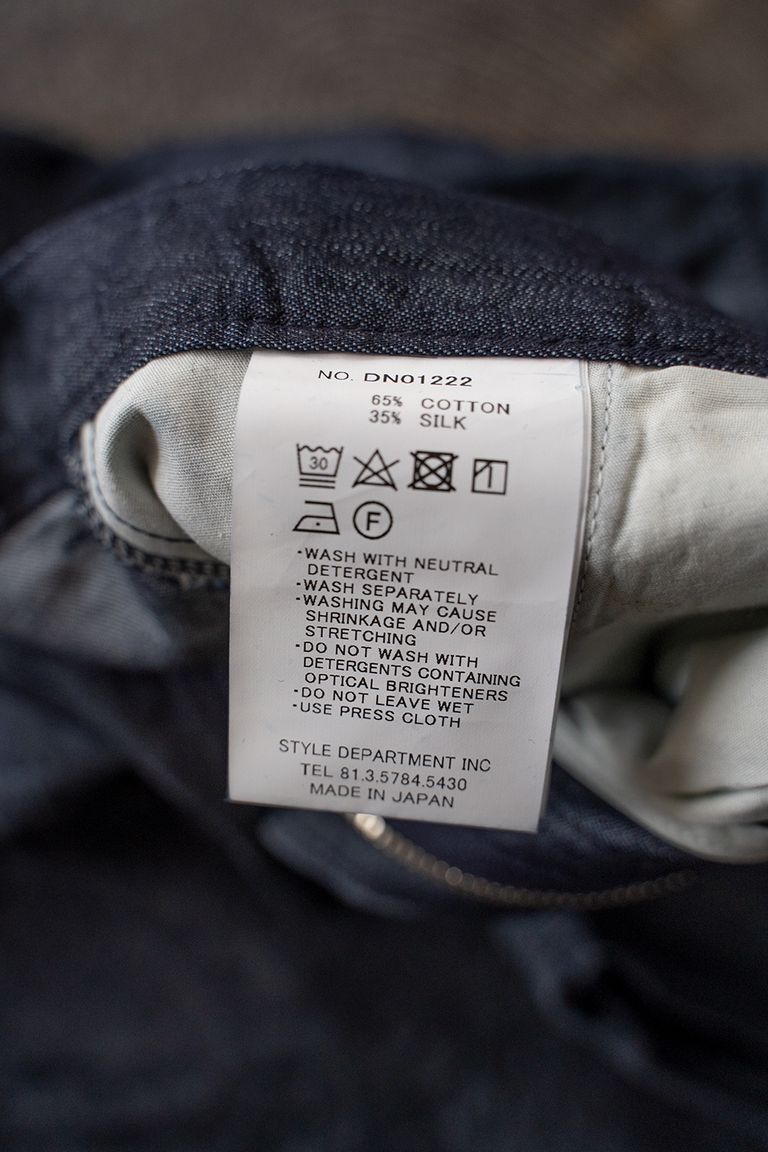 NO. DN01222
65% COTTON
35% SILK
30
F
-WASH WITH NEUTRAL
DETERGENT
-WASH SEPARATELY
-WASHING MAY CAUSE
SHRINKAGE AND/OR
STRETCHING
-DO NOT WASH WITH
DETERGENTS CONTAINING
OPTICAL BRIGHTENERS
-DO NOT LEAVE WET
-USE PRESS CLOTH
STYLE DEPARTMENT INC
TEL 81.3.5784.5430
MADE IN JAPAN